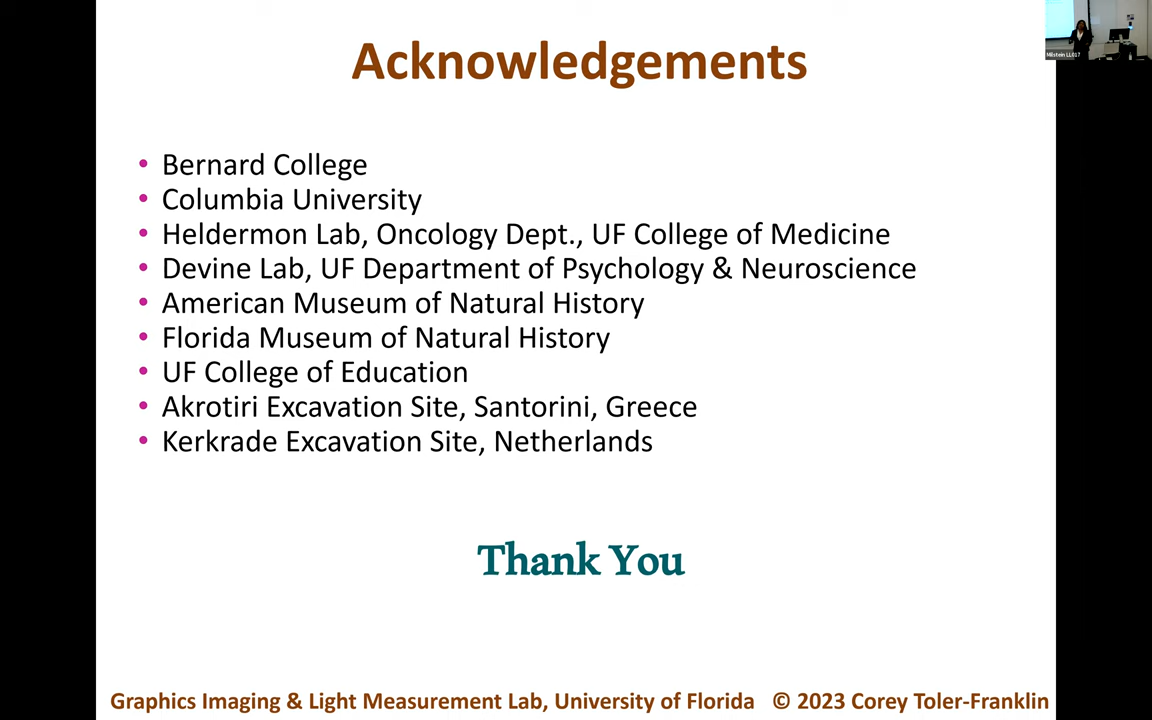 Acknowledgements
• Bernard College
• Columbia University
• Heldermon Lab, Oncology Dept., UF College of Medicine
• Devine Lab, UF Department of Psychology & Neuroscience
• American Museum of Natural History
• Florida Museum of Natural History
• UF College of Education
• Akrotiri Excavation Site, Santorini, Greece
• Kerkrade Excavation Site, Netherlands
Thank You
Graphics Imaging & Light Measurement Lab, University of Florida © 2023 Corey Toler-Franklin
Milstein LL017